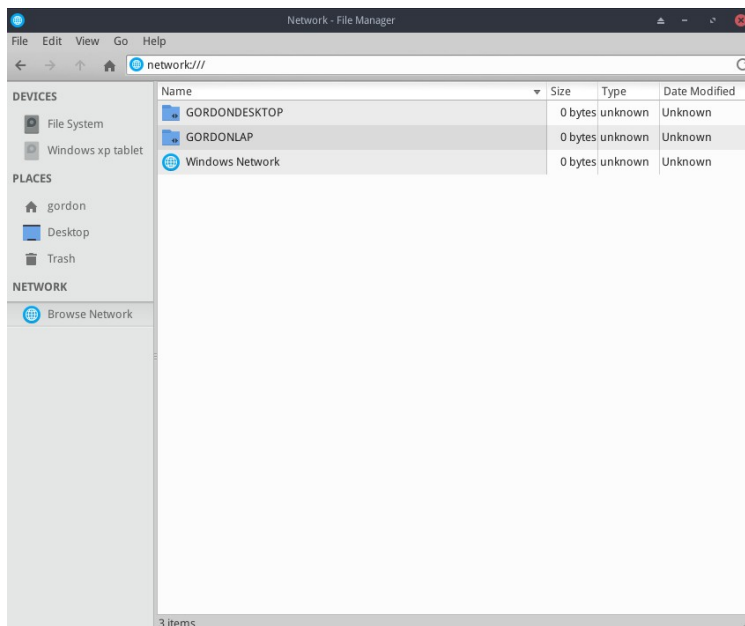 Network - File Manager
File Edit View Go Help
network:///
DEVICES
File System
Windows xp tablet
PLACES
gordon
Desktop
Trash
NETWORK
Browse Network
Name Size Type Date Modified
GORDONDESKTOP 0 bytes unknown Unknown
GORDONLAP 0 bytes unknown Unknown
Windows Network 0 bytes unknown Unknown
3 items